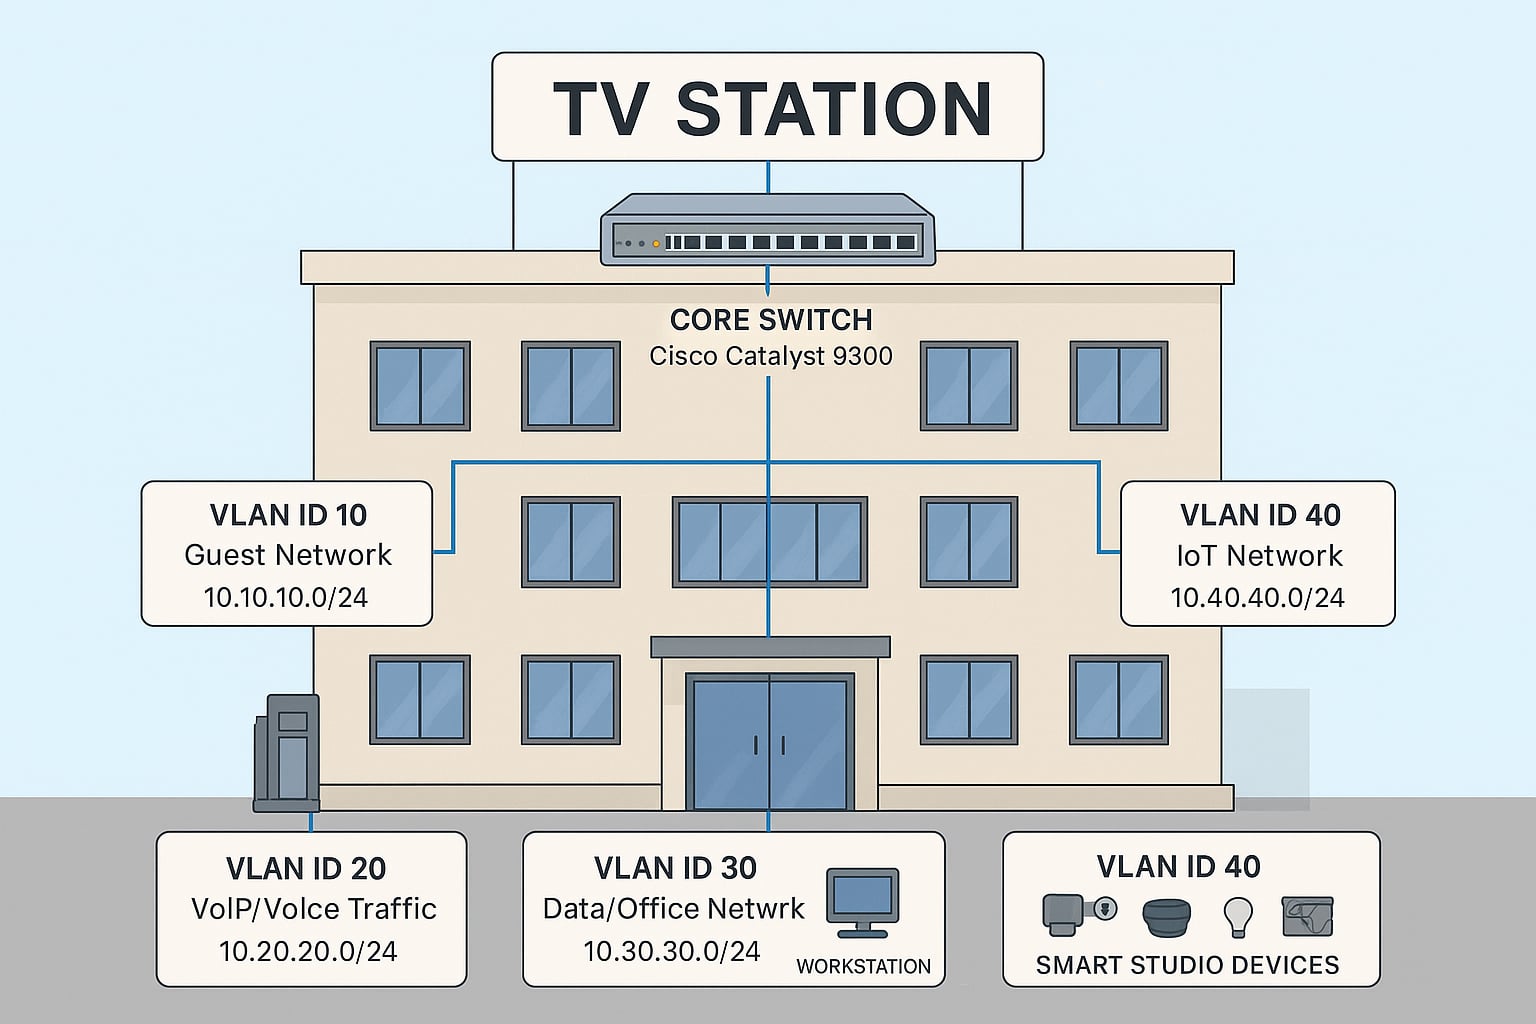 TV STATION
CORE SWITCH
Cisco Catalyst 9300
VLAN ID 10
Guest Network
10.10.10.0/24
VLAN ID 40
IoT Network
10.40.40.0/24
VLAN ID 20
VolP/Volce Traffic
10.20.20.0/24
VLAN ID 30
Data/Office Netwrk
10.30.30.0/24
WORKSTATION
VLAN ID 40
SMART STUDIO DEVICES